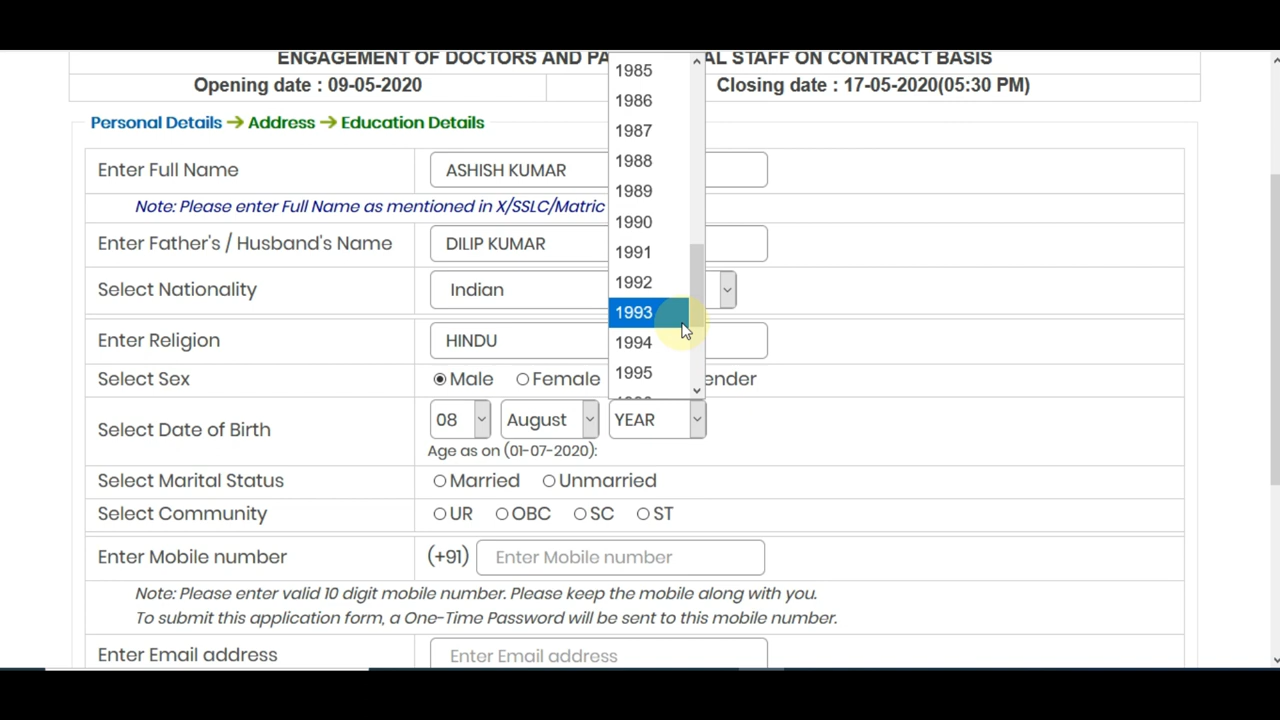 ENGAGEMENT OF DOCTORS AND PA AL STAFF ON CONTRACT BASIS
Opening date : 09-05-2020 Closing date : 17-05-2020(05:30 PM)
Personal Details → Address → Education Details
Enter Full Name ASHISH KUMAR
Note: Please enter Full Name as mentioned in X/SSLC/Matric
Enter Father's / Husband's Name DILIP KUMAR
Select Nationality Indian
Enter Religion HINDU
Select Sex Male Female ender
1985
1986
1987
1988
1989
1990
1991
1992
1993
1994
1995
Select Date of Birth 08 August YEAR
Age as on (01-07-2020):
Select Marital Status Married Unmarried
Select Community UR OBC SC ST
Enter Mobile number (+91) Enter Mobile number
Note: Please enter valid 10 digit mobile number. Please keep the mobile along with you.
To submit this application form, a One-Time Password will be sent to this mobile number.
Enter Email address Enter Email address